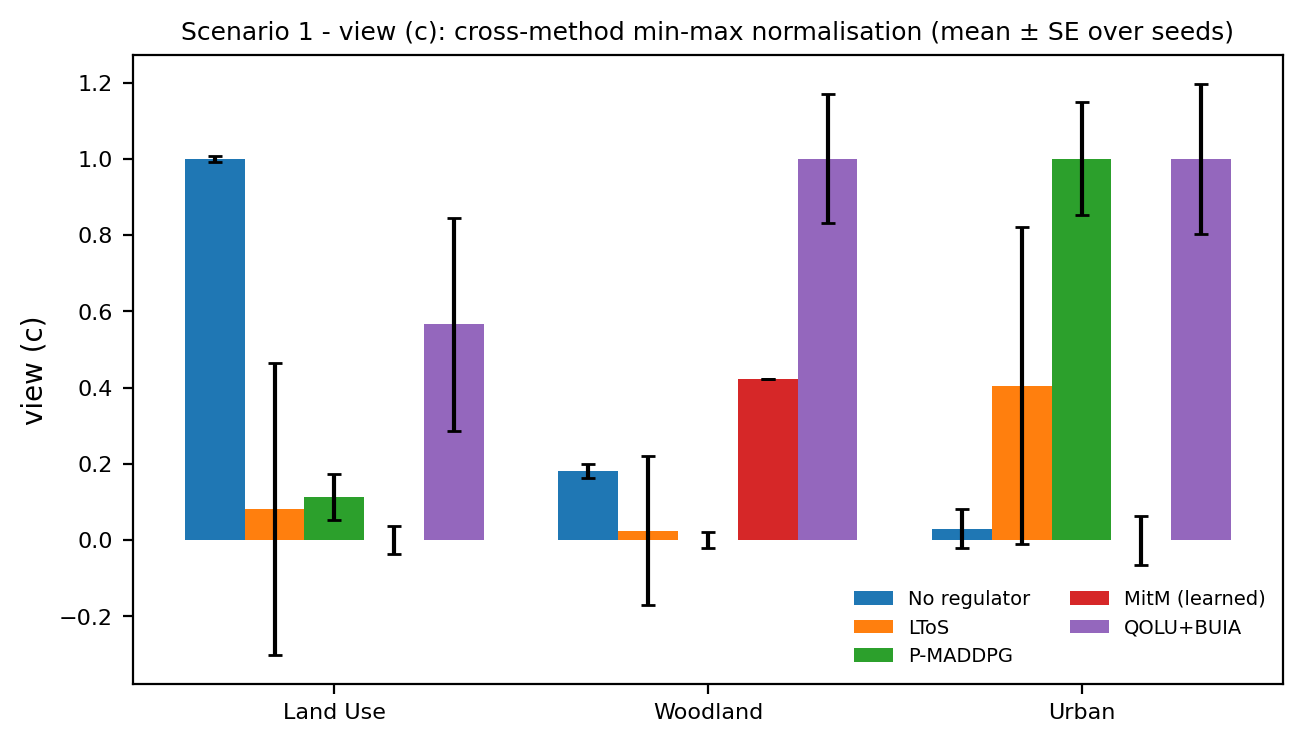 Scenario 1 - view (c): cross-method min-max normalisation (mean ± SE over seeds)
view (c)
1.2
1.0
0.8
0.6
0.4
0.2
0.0
−0.2
Land Use
Woodland
Urban
No regulator
LToS
P-MADDPG
MitM (learned)
QOLU+BUIA